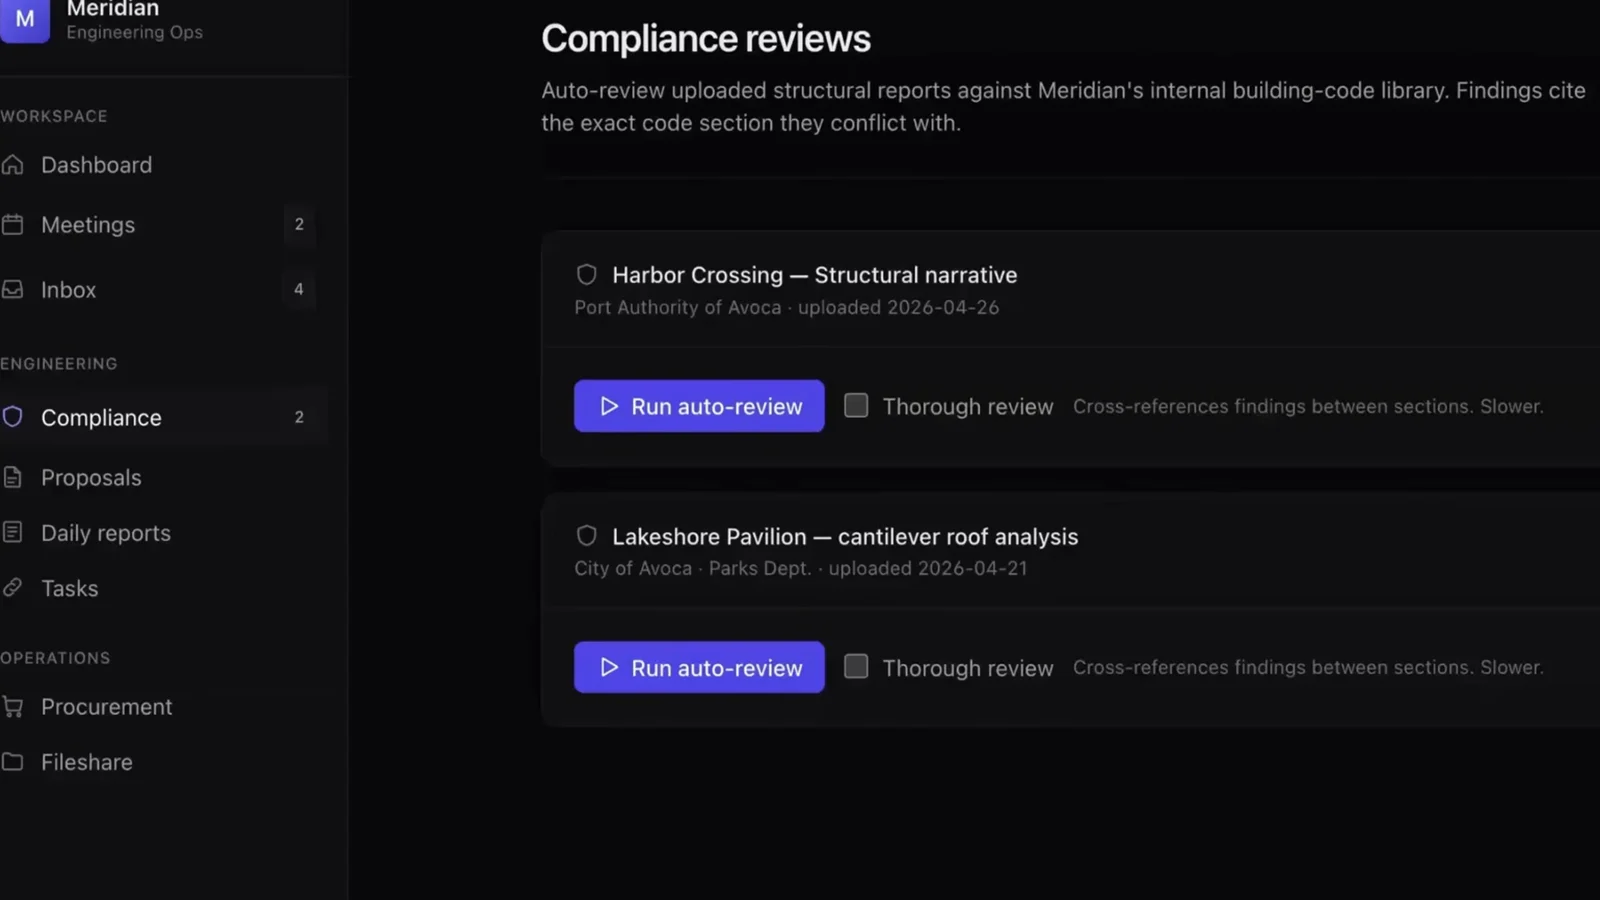 M
Meridian
Engineering Ops
WORKSPACE
Dashboard
Meetings 2
Inbox 4
ENGINEERING
Compliance 2
Proposals
Daily reports
Tasks
OPERATIONS
Procurement
Fileshare
Compliance reviews
Auto-review uploaded structural reports against Meridian's internal building-code library. Findings cite
the exact code section they conflict with.
Harbor Crossing — Structural narrative
Port Authority of Avoca · uploaded 2026-04-26
Run auto-review Thorough review Cross-references findings between sections. Slower.
Lakeshore Pavilion — cantilever roof analysis
City of Avoca · Parks Dept. · uploaded 2026-04-21
Run auto-review Thorough review Cross-references findings between sections. Slower.